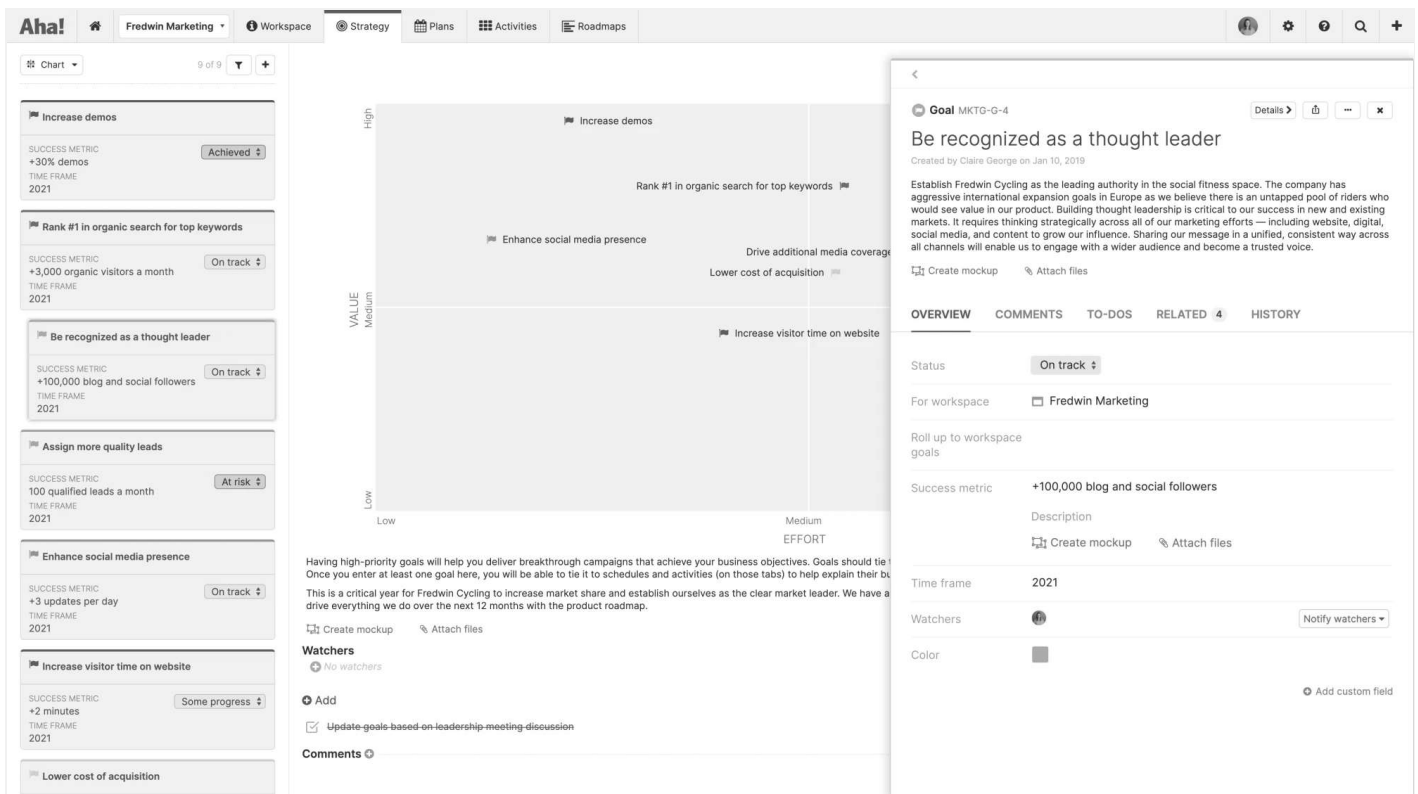 Aha!
Fredwin Marketing
Workspace
Strategy
Plans
Activities
Roadmaps
Chart
9 of 9
Increase demos
SUCCESS METRIC
+30% demos
Achieved
TIME FRAME
2021
Rank #1 in organic search for top keywords
SUCCESS METRIC
+3,000 organic visitors a month
On track
TIME FRAME
2021
Be recognized as a thought leader
SUCCESS METRIC
+100,000 blog and social followers
On track
TIME FRAME
2021
Assign more quality leads
SUCCESS METRIC
100 qualified leads a month
At risk
TIME FRAME
2021
Enhance social media presence
SUCCESS METRIC
+3 updates per day
On track
TIME FRAME
2021
Increase visitor time on website
SUCCESS METRIC
+2 minutes
Some progress
TIME FRAME
2021
Lower cost of acquisition
High
VALUE
Medium
Low
Increase demos
Rank #1 in organic search for top keywords
Enhance social media presence
Drive additional media coverage
Lower cost of acquisition
Increase visitor time on website
Low
Medium
EFFORT
Having high-priority goals will help you deliver breakthrough campaigns that achieve your business objectives. Goals should tie
Once you enter at least one goal here, you will be able to tie it to schedules and activities (on those tabs) to help explain their bu
This is a critical year for Fredwin Cycling to increase market share and establish ourselves as the clear market leader. We have a
drive everything we do over the next 12 months with the product roadmap.
Create mockup
Attach files
Watchers
No watchers
Add
Update goals based on leadership meeting discussion
Comments
Goal MKTG-G-4
Details
Be recognized as a thought leader
Created by Claire George on Jan 10, 2019
Establish Fredwin Cycling as the leading authority in the social fitness space. The company has
aggressive international expansion goals in Europe as we believe there is an untapped pool of riders who
would see value in our product. Building thought leadership is critical to our success in new and existing
markets. It requires thinking strategically across all of our marketing efforts — including website, digital,
social media, and content to grow our influence. Sharing our message in a unified, consistent way across
all channels will enable us to engage with a wider audience and become a trusted voice.
Create mockup
Attach files
OVERVIEW
COMMENTS
TO-DOS
RELATED 4
HISTORY
Status
On track
For workspace
Fredwin Marketing
Roll up to workspace
goals
Success metric
+100,000 blog and social followers
Description
Create mockup
Attach files
Time frame
2021
Watchers
Notify watchers
Color
Add custom field